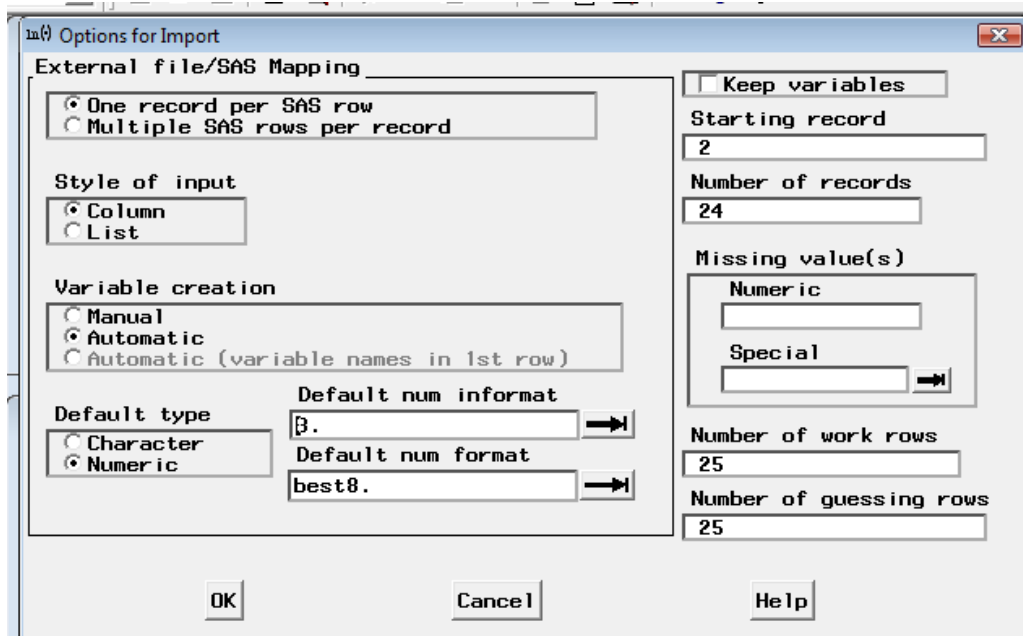 Options for Import
External file/SAS Mapping
One record per SAS row
Multiple SAS rows per record
Style of input
Column
List
Variable creation
Manual
Automatic
Automatic (variable names in 1st row)
Default type
Character
Numeric
Default num informat
3.
Default num format
best8.
Keep variables
Starting record
2
Number of records
24
Missing value(s)
Numeric
Special
Number of work rows
25
Number of guessing rows
25
OK
Cancel
Help